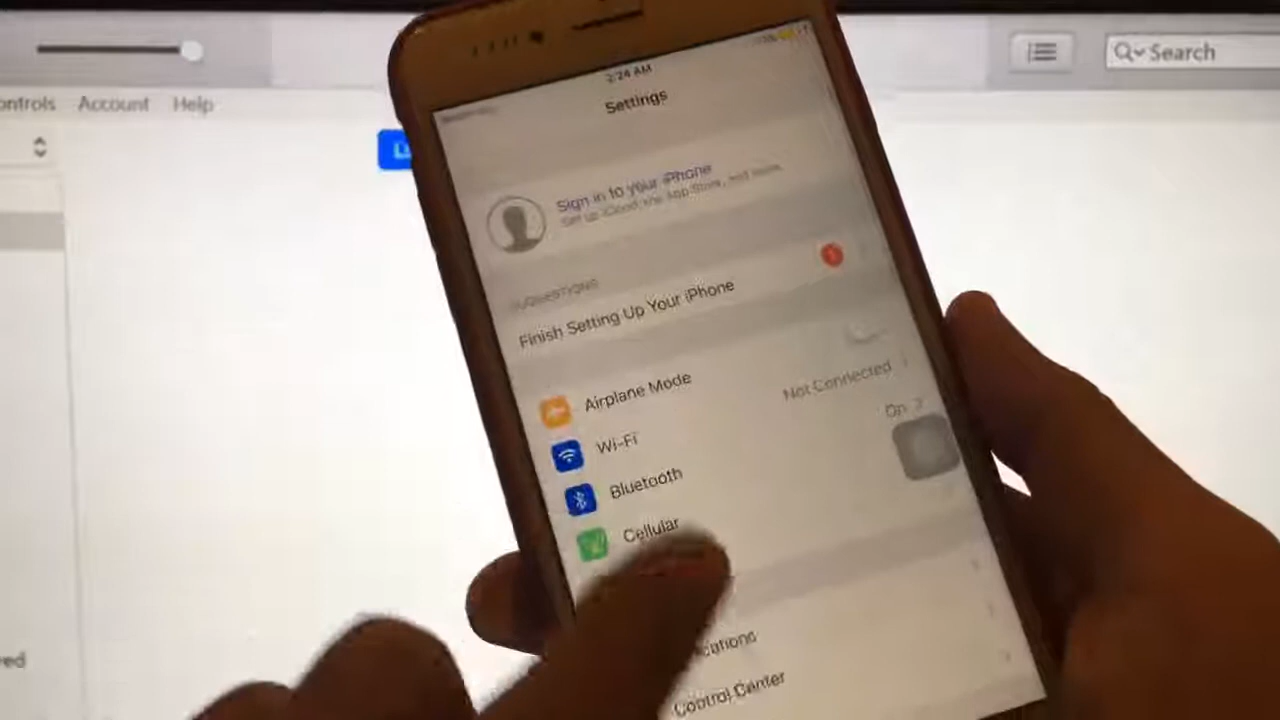 Search
ontrols Account Help
2:24 AM
Settings
Sign in to your iPhone
Set up iCloud, the App Store, and more.
SUGGESTIONS
Finish Setting Up Your iPhone
1
Airplane Mode
Wi-Fi
Not Connected
Bluetooth
On
Cellular
cations
Control Center